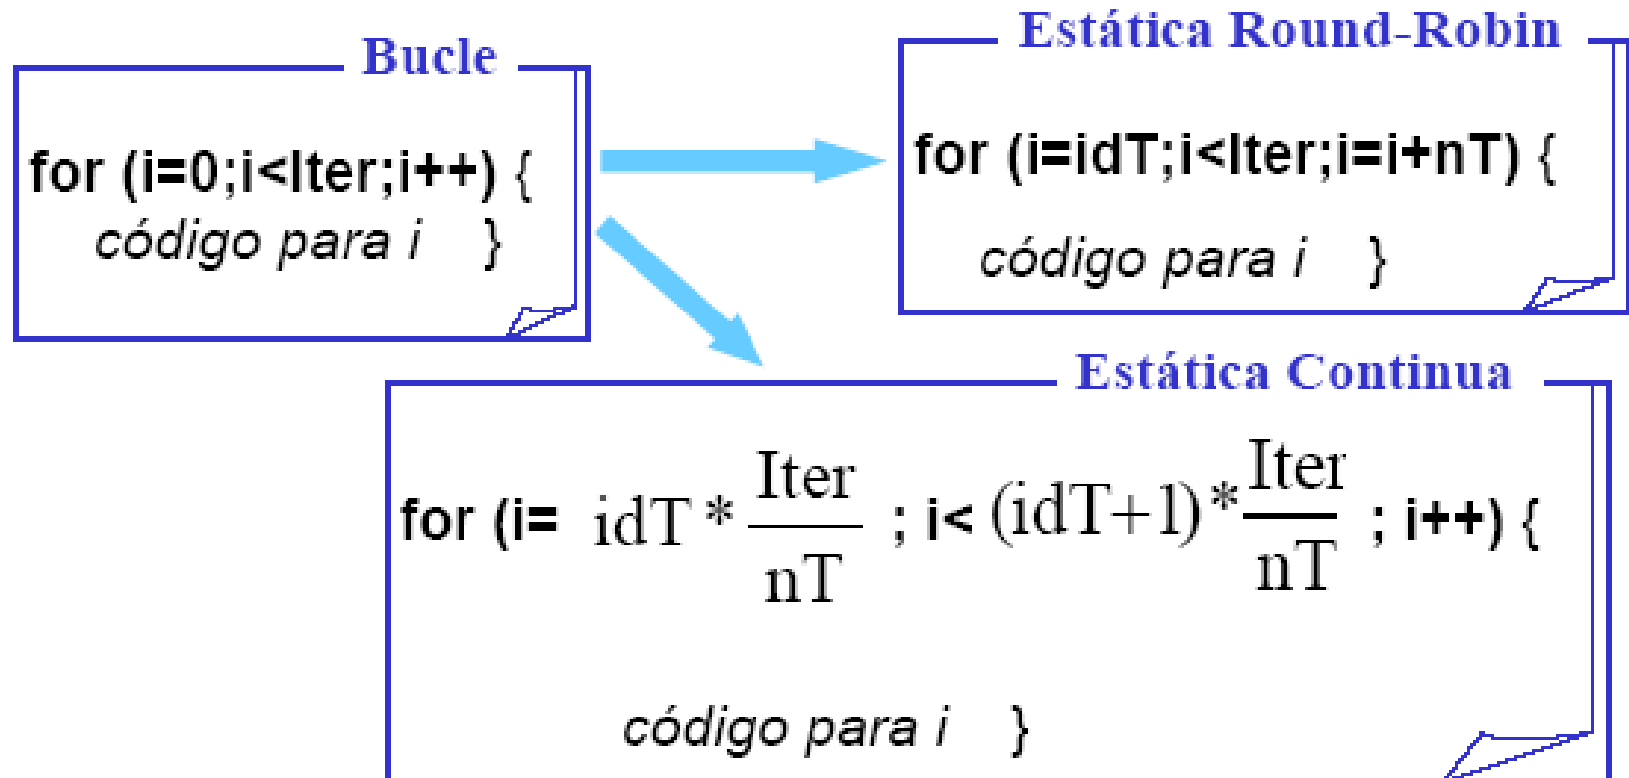 Bucle
for (i=0;i<Iter;i++) {
código para i }
Estática Round-Robin
for (i=idT;i<Iter;i=i+nT) {
código para i }
Estática Continua
for (i= idT * Iter/nT ; i< (idT+1) * Iter/nT ; i++) {
código para i }